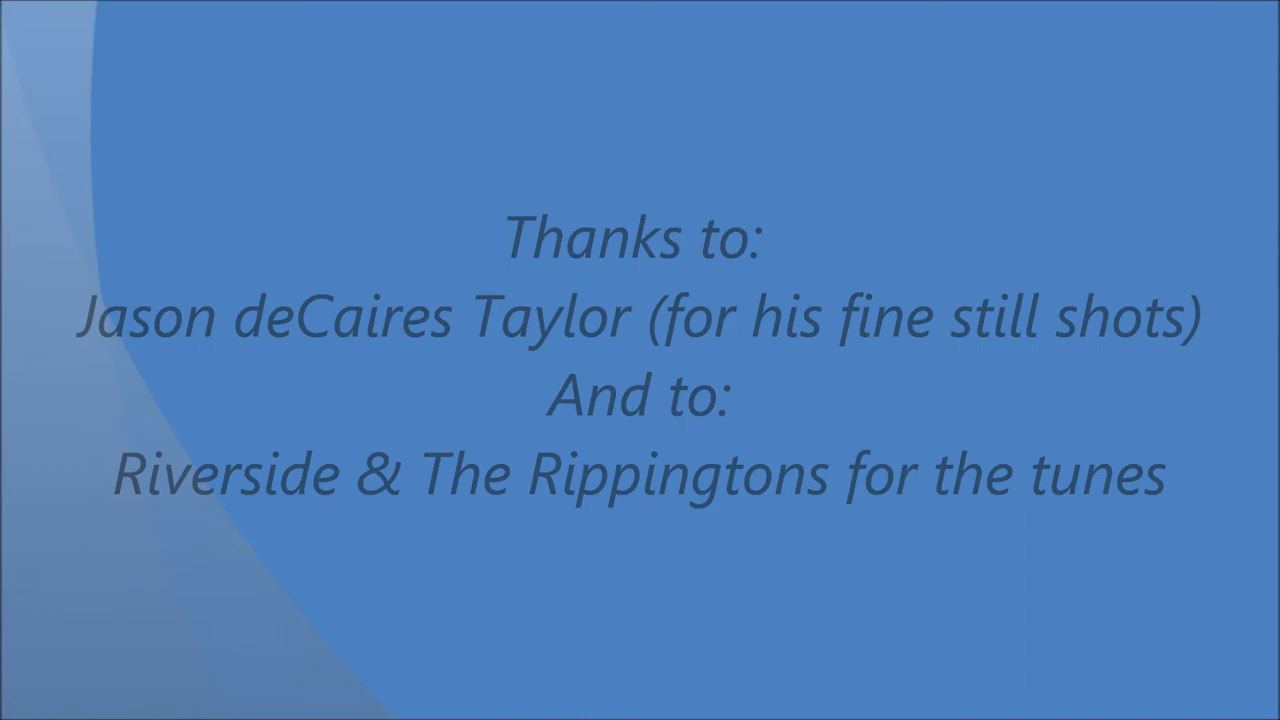 Thanks to:
Jason deCaires Taylor (for his fine still shots)
And to:
Riverside & The Rippingtons for the tunes